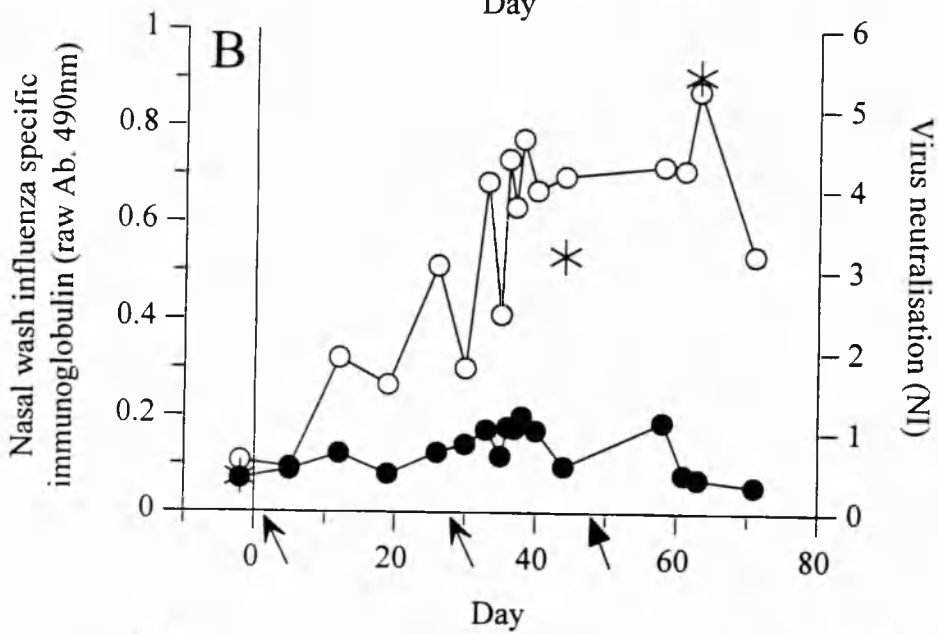 Day
B
Nasal wash influenza specific
immunoglobulin (raw Ab. 490nm)
1
0.8
0.6
0.4
0.2
0
6
5
4
3
2
1
0
Virus neutralisation (NI)
0 20 40 60 80
Day